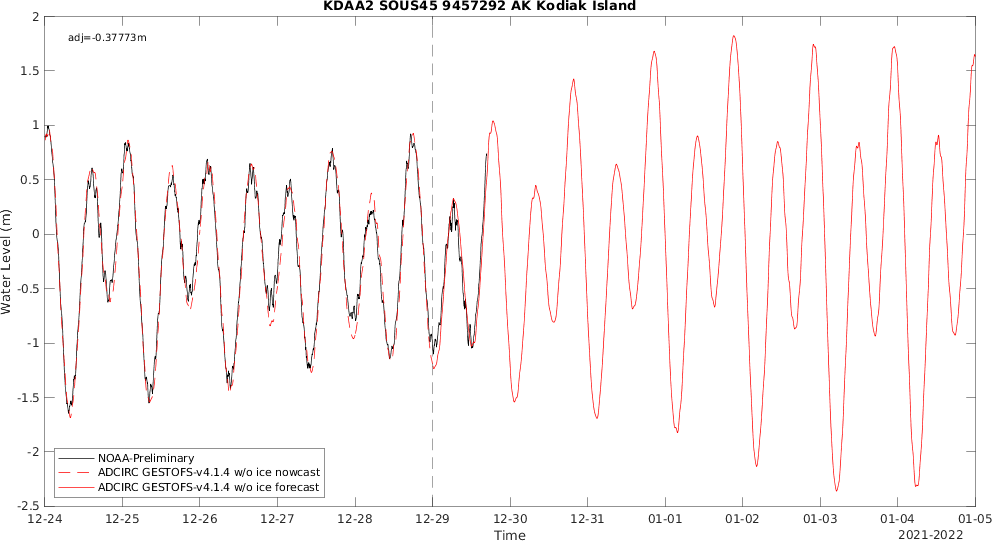 KDAA2 SOUS45 9457292 AK Kodiak Island
adj=-0.37773m
2
1.5
1
0.5
0
-0.5
-1
-1.5
-2
-2.5
Water Level (m)
NOAA-Preliminary
ADCIRC GESTOFS-v4.1.4 w/o ice nowcast
ADCIRC GESTOFS-v4.1.4 w/o ice forecast
12-24 12-25 12-26 12-27 12-28 12-29 12-30 12-31 01-01 01-02 01-03 01-04 01-05
Time
2021-2022